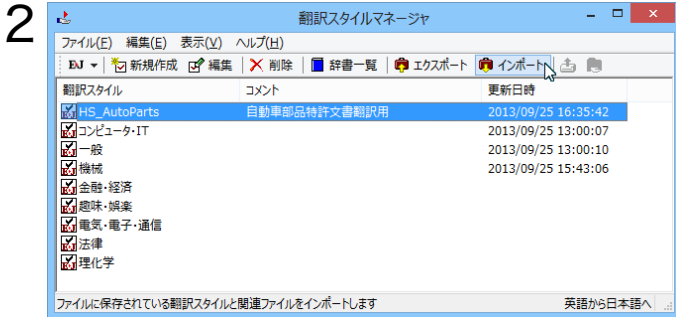 2
翻訳スタイルマネージャ
ファイル(F) 編集(E) 表示(V) ヘルプ(H)
EJ 新規作成 編集 削除 辞書一覧 エクスポート インポート
翻訳スタイル コメント 更新日時
HS_AutoParts 自動車部品特許文書翻訳用 2013/09/25 16:35:42
コンピュータ・IT 2013/09/25 13:00:07
一般 2013/09/25 13:00:10
機械 2013/09/25 15:43:06
金融・経済
趣味・娯楽
電気・電子・通信
法律
理化学
ファイルに保存されている翻訳スタイルと関連ファイルをインポートします 英語から日本語へ